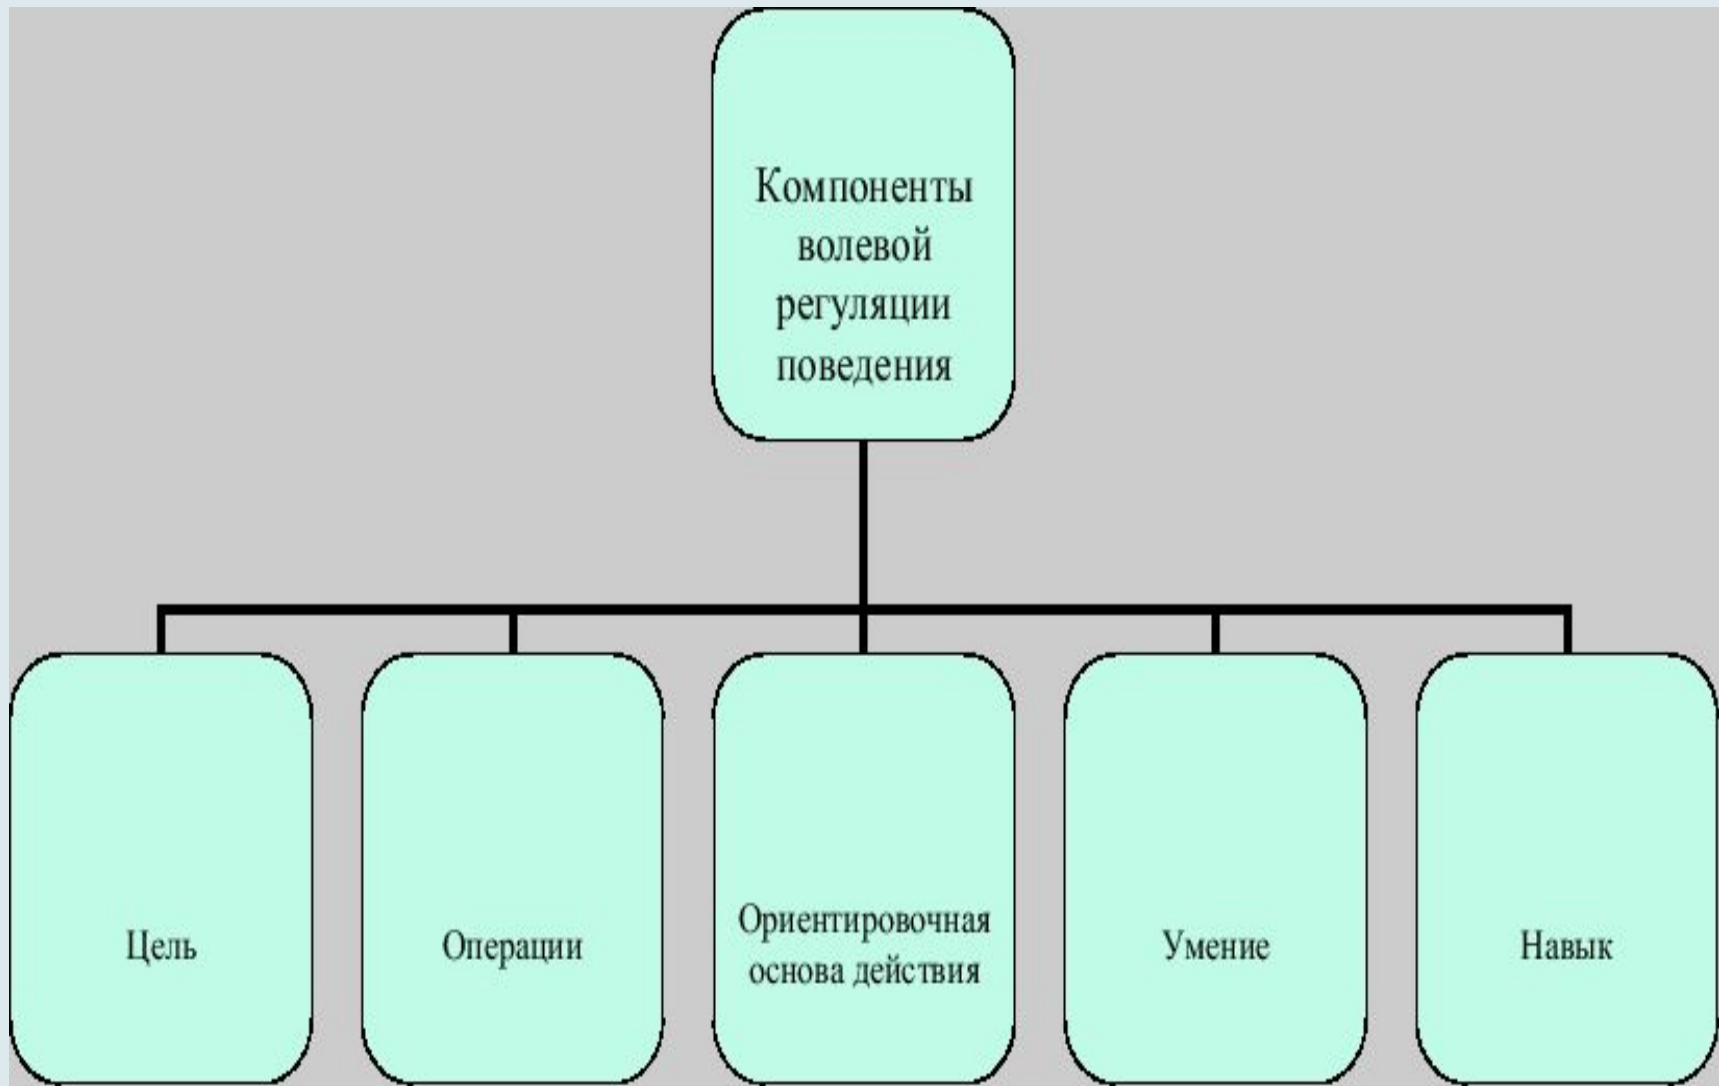 Компоненты
волевой
регуляции
поведения
Цель
Операции
Ориентировочная
основа действия
Умение
Навык